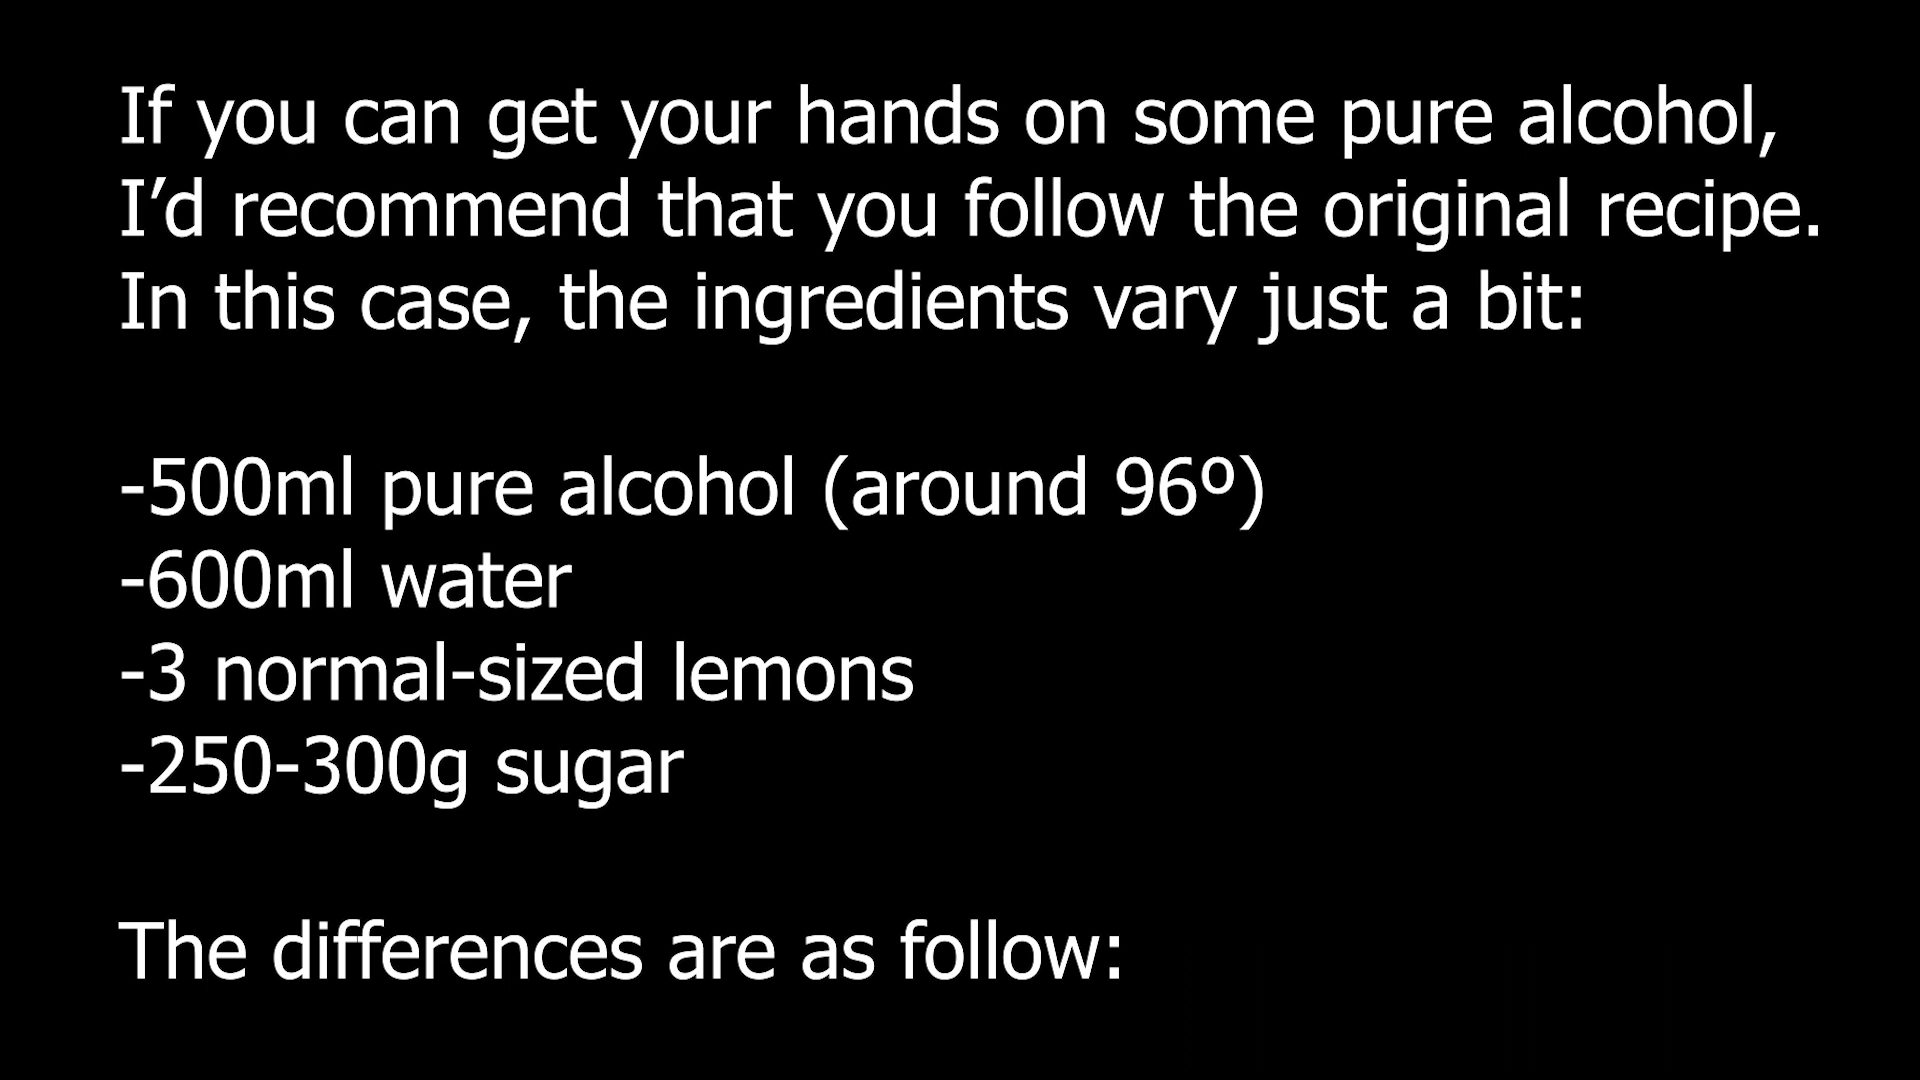 If you can get your hands on some pure alcohol,
I’d recommend that you follow the original recipe.
In this case, the ingredients vary just a bit:
-500ml pure alcohol (around 96º)
-600ml water
-3 normal-sized lemons
-250-300g sugar
The differences are as follow: